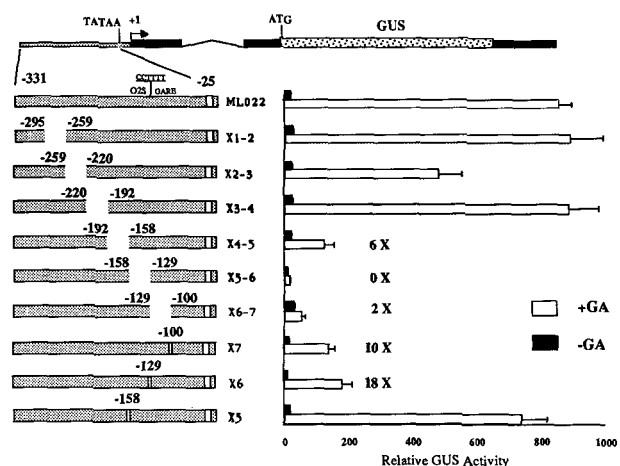 TATAA +1 ATG GUS
-331 -25
O2S GARE
ML022
-295 -259
X1-2
-259 -220
X2-3
-220 -192
X3-4
-192 -158
X4-5 6 X
-158 -129
X5-6 0 X
-129 -100
X6-7 2 X
+GA
-100
X7 10 X
-GA
-129
X6 18 X
-158
X5
0 200 400 600 800 1000
Relative GUS Activity